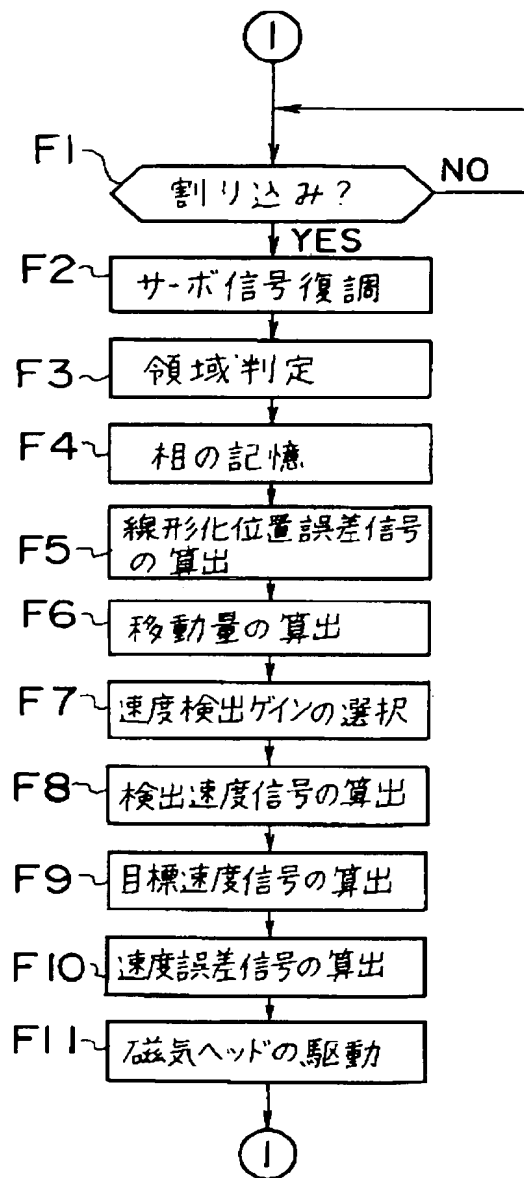 1
F1
割り込み?
NO
YES
F2
サーボ信号復調
F3
領域判定
F4
相の記憶
F5
線形化位置誤差信号
の算出
F6
移動量の算出
F7
速度検出ゲインの選択
F8
検出速度信号の算出
F9
目標速度信号の算出
F10
速度誤差信号の算出
F11
磁気ヘッドの駆動
1